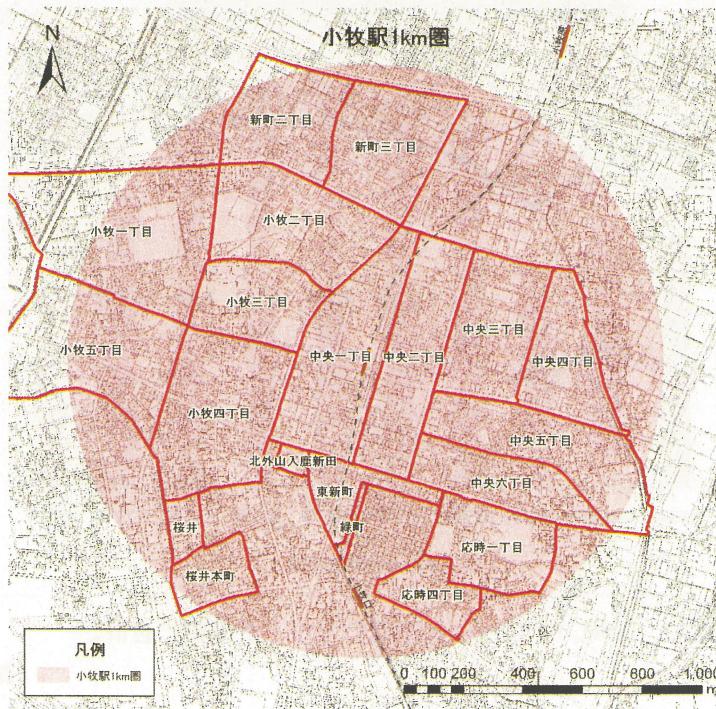 小牧駅1km圏
N
新町二丁目
新町三丁目
小牧一丁目
小牧二丁目
小牧三丁目
中央三丁目
小牧五丁目
中央一丁目
中央二丁目
中央四丁目
小牧四丁目
中央五丁目
北外山入鹿新田
中央六丁目
東新町
桜井
緑町
応時一丁目
桜井本町
応時四丁目
凡例
小牧駅1km圏
0 100 200 400 600 800 1,000
m